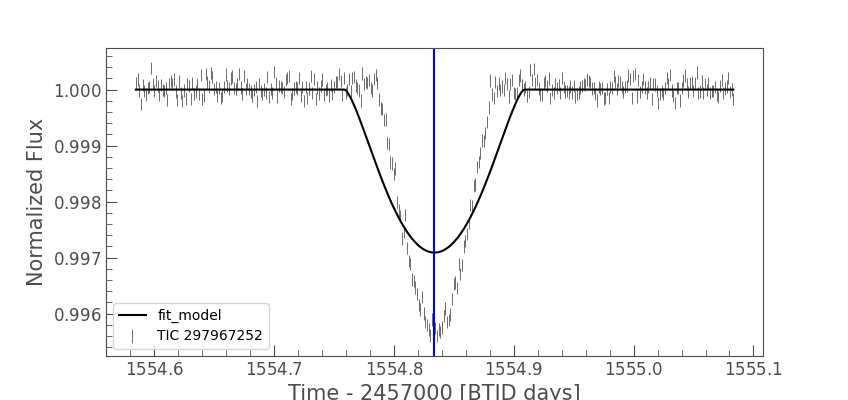 1.000
0.999
0.998
0.997
0.996
Normalized Flux
fit_model
TIC 297967252
1554.6 1554.7 1554.8 1554.9 1555.0 1555.1
Time - 2457000 [BTJD days]